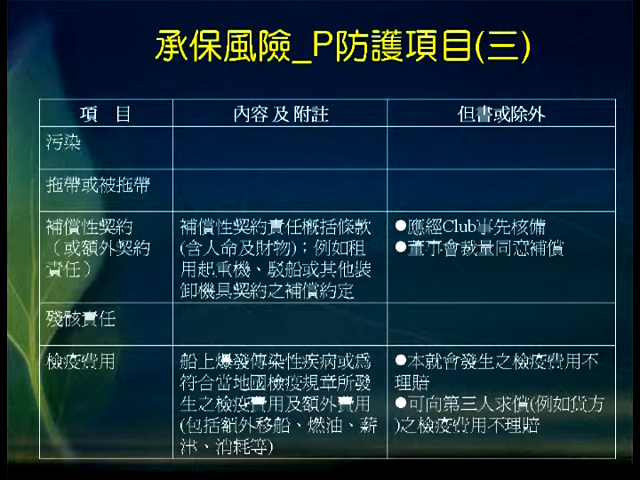 承保風險_P防護項目(三)
項 目
內容 及 附註
但書或除外
污染
拖帶或被拖帶
補償性契約
（或額外契約
責任）
補償性契約責任概括條款
(含人命及財物)；例如租
用起重機、駁船或其他裝
卸機具契約之補償約定
●應經Club事先核備
●董事會裁量同意補償
殘骸責任
檢疫費用
船上爆發傳染性疾病或為
符合當地國檢疫規章所發
生之檢疫費用及額外費用
(包括額外移船、燃油、薪
津、消耗等)
●本就會發生之檢疫費用不
理賠
●可向第三人求償(例如貨方
)之檢疫費用不理賠